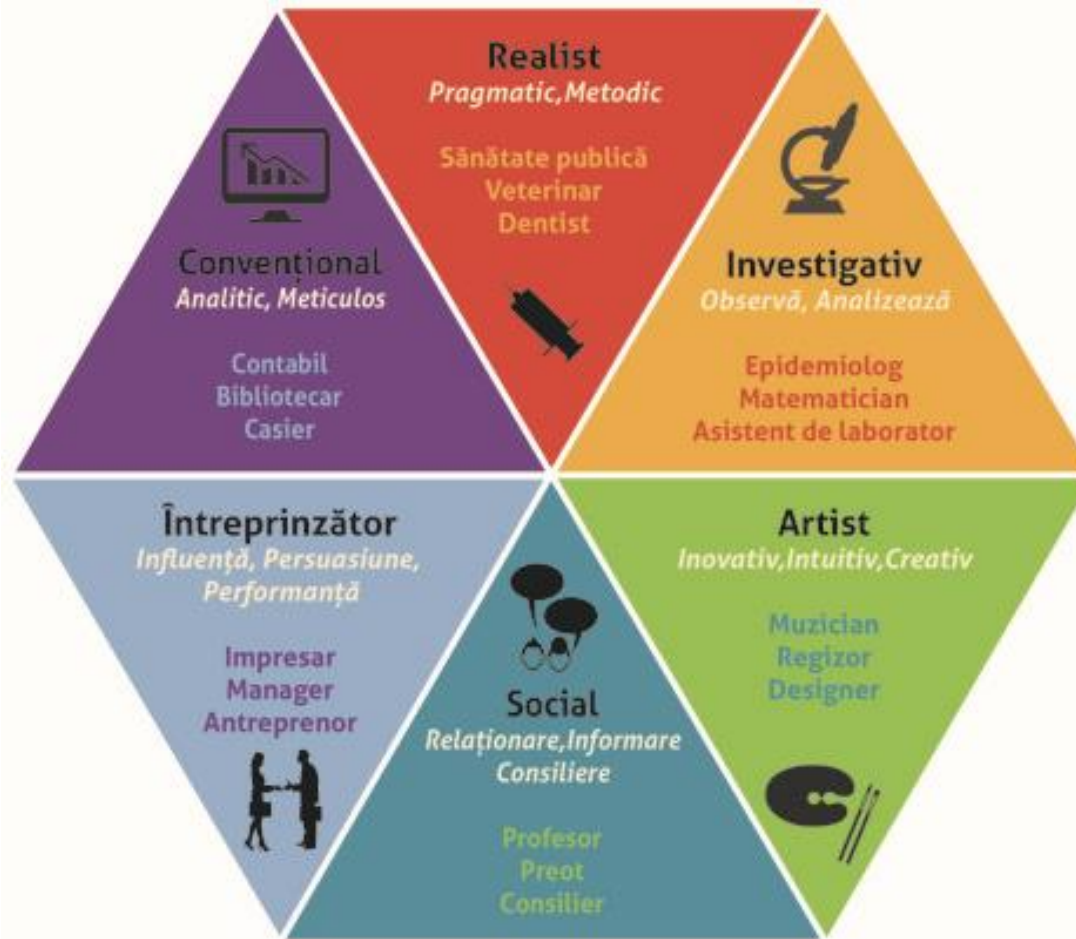 Realist
Pragmatic,Metodic
Sănătate publică
Veterinar
Dentist
Convențional
Analitic, Meticulos
Contabil
Bibliotecar
Casier
Investigativ
Observă, Analizează
Epidemiolog
Matematician
Asistent de laborator
Întreprinzător
Influență, Persuasiune,
Performanță
Impresar
Manager
Antreprenor
Social
Relaționare,Informare
Consiliere
Profesor
Preot
Consilier
Artist
Inovativ,Intuitiv,Creativ
Muzician
Regizor
Designer